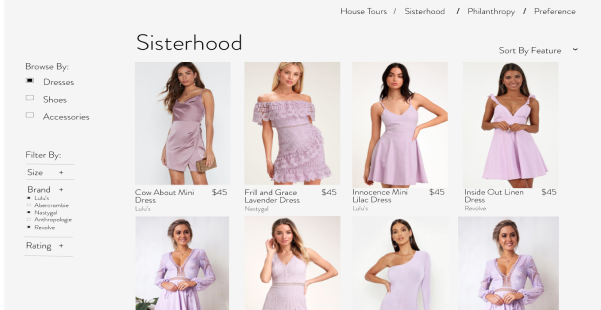 House Tours / Sisterhood / Philanthropy / Preference
Sisterhood
Sort By Feature
Browse By:
Dresses
Shoes
Accessories
Filter By:
Size +
Brand +
Lulu's
Abercrombie
Nastygal
Anthropologie
Revolve
Rating +
Cow About Mini $45
Dress
Lulu's
Frill and Grace $45
Lavender Dress
Nastygal
Innocence Mini $45
Lilac Dress
Lulu's
Inside Out Linen $45
Dress
Revolve